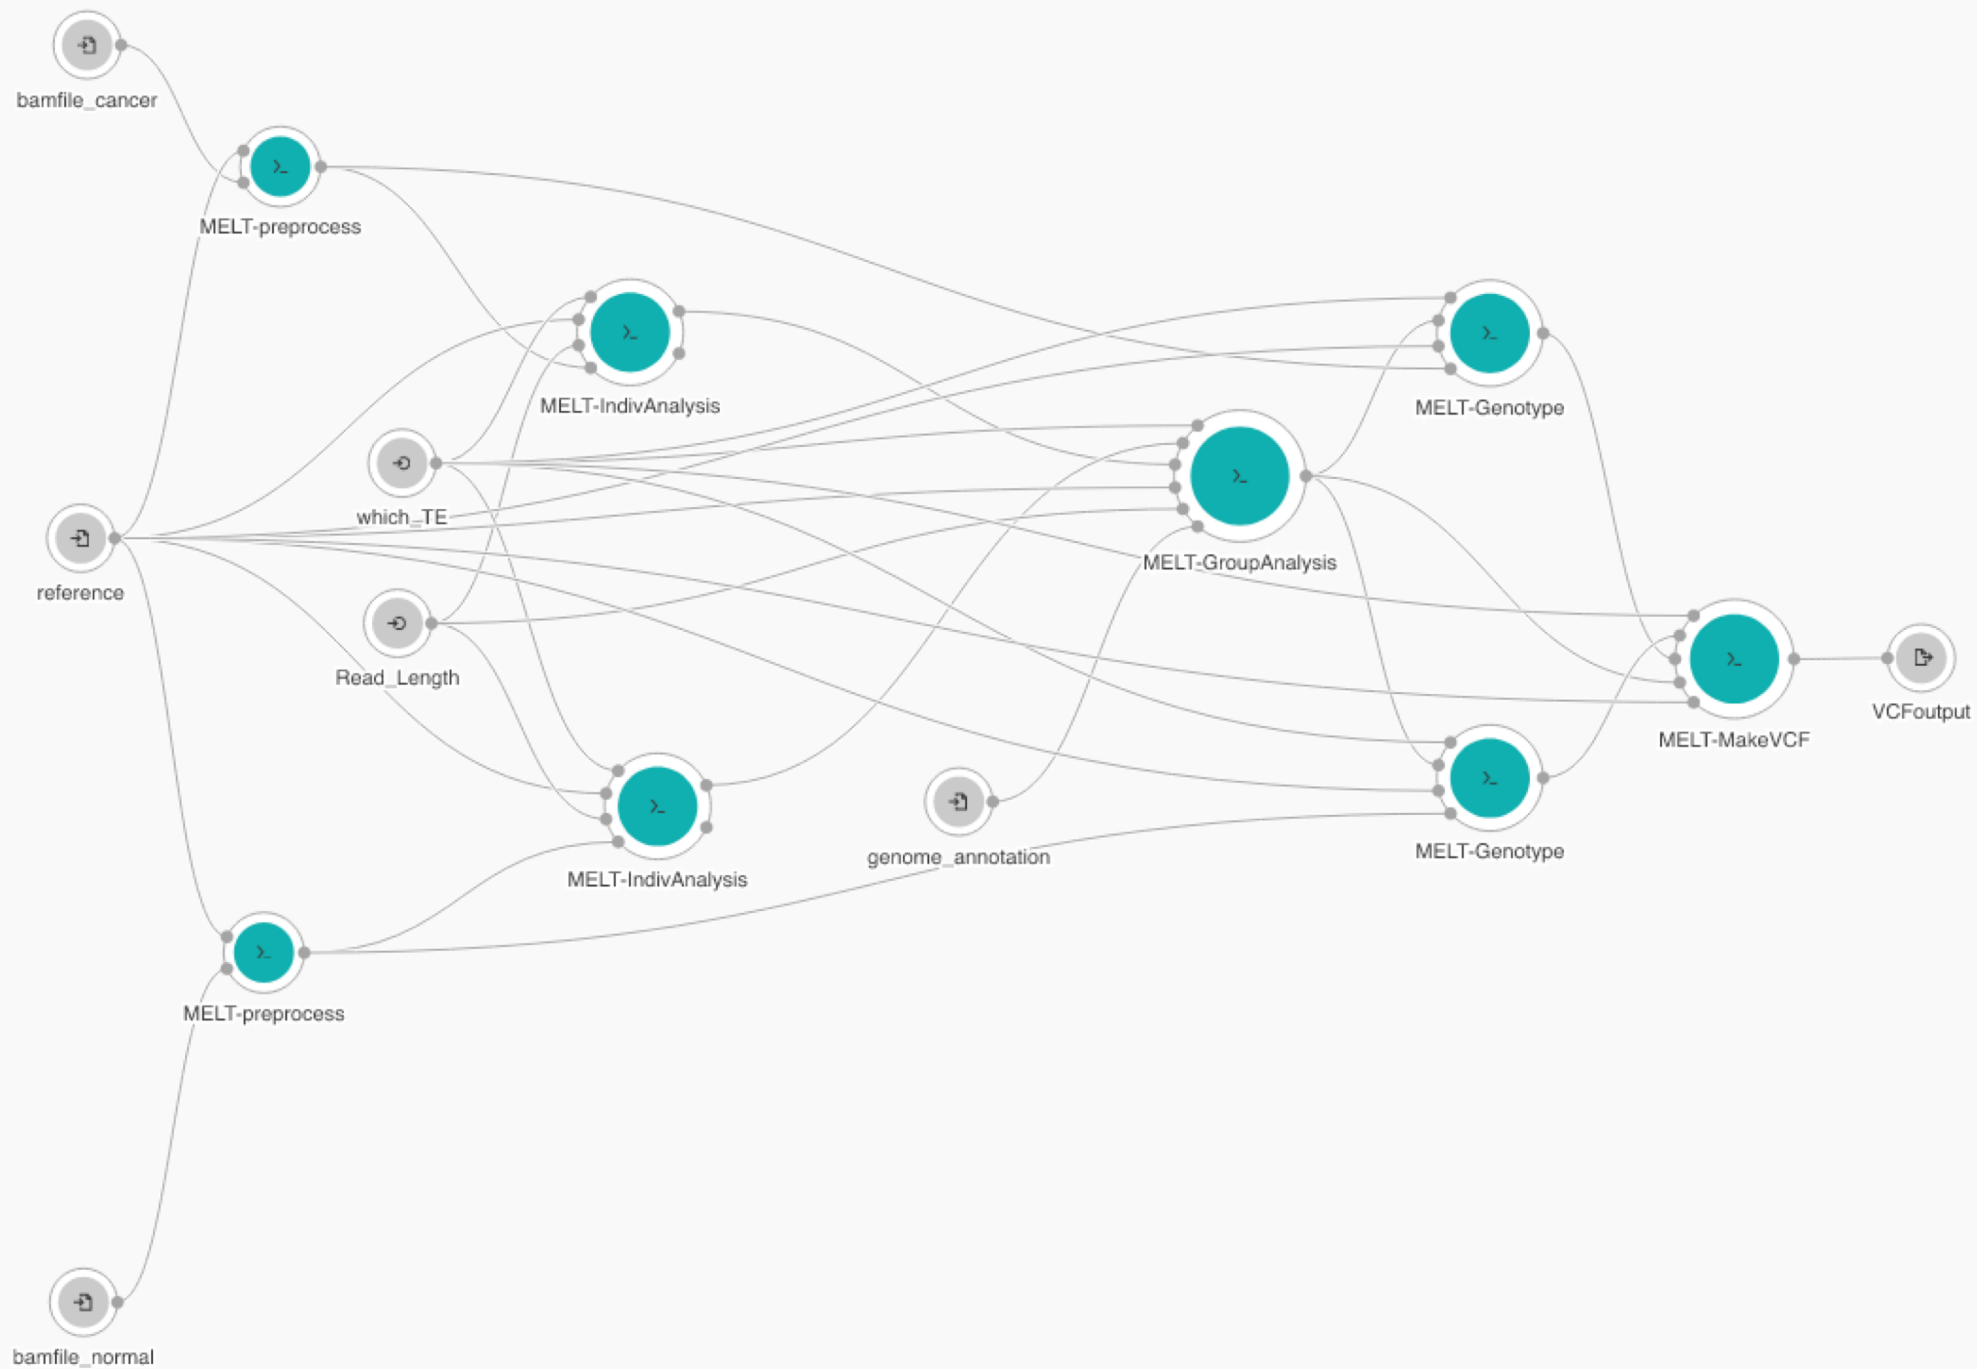 bamfile_cancer
MELT-preprocess
MELT-IndivAnalysis
MELT-Genotype
which_TE
MELT-GroupAnalysis
reference
Read_Length
VCFoutput
MELT-MakeVCF
genome_annotation
MELT-Genotype
MELT-IndivAnalysis
MELT-preprocess
bamfile_normal